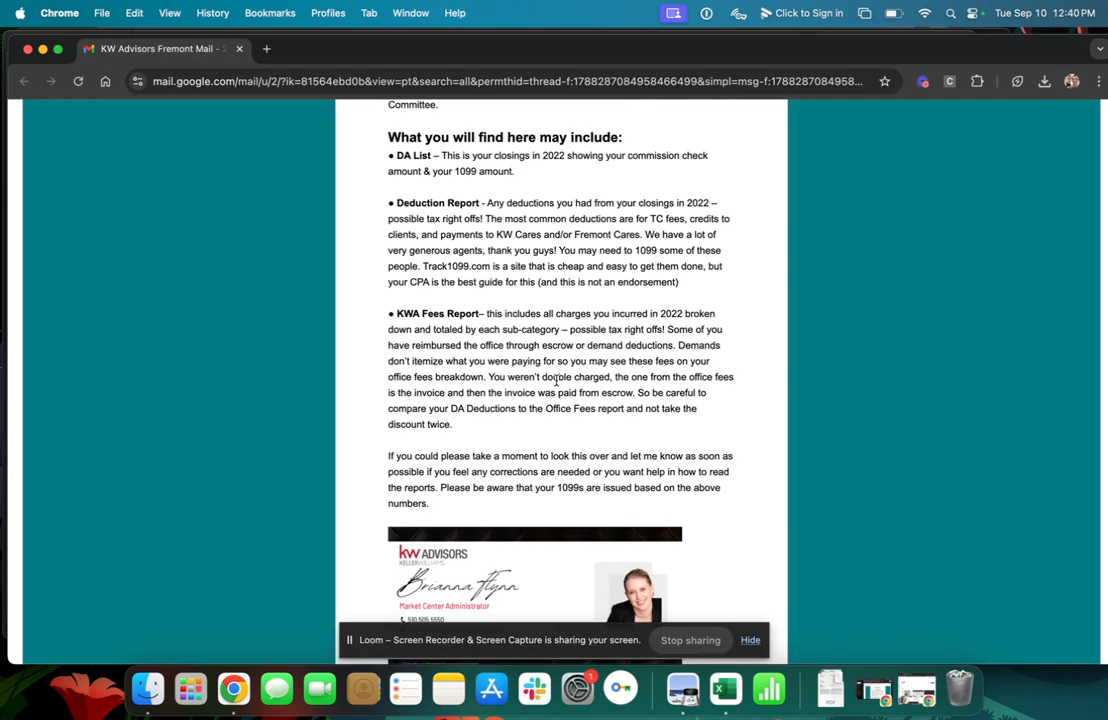 Chrome File Edit View History Bookmarks Profiles Tab Window Help Click to Sign in Tue Sep 10 12:40 PM
KW Advisors Fremont Mail - 2
mail.google.com/mail/u/2/?ik=81564ebd0b&view=pt&search=all&permthid=thread-f:1788287084958466499&simpl=msg-f:1788287084958...
Committee.
What you will find here may include:
● DA List – This is your closings in 2022 showing your commission check
amount & your 1099 amount.
● Deduction Report - Any deductions you had from your closings in 2022 –
possible tax right offs! The most common deductions are for TC fees, credits to
clients, and payments to KW Cares and/or Fremont Cares. We have a lot of
very generous agents, thank you guys! You may need to 1099 some of these
people. Track1099.com is a site that is cheap and easy to get them done, but
your CPA is the best guide for this (and this is not an endorsement)
● KWA Fees Report– this includes all charges you incurred in 2022 broken
down and totaled by each sub-category – possible tax right offs! Some of you
have reimbursed the office through escrow or demand deductions. Demands
don't itemize what you were paying for so you may see these fees on your
office fees breakdown. You weren't double charged, the one from the office fees
is the invoice and then the invoice was paid from escrow. So be careful to
compare your DA Deductions to the Office Fees report and not take the
discount twice.
If you could please take a moment to look this over and let me know as soon as
possible if you feel any corrections are needed or you want help in how to read
the reports. Please be aware that your 1099s are issued based on the above
numbers.
kw ADVISORS
KELLERWILLIAMS
Brianna Flynn
Market Center Administrator
510.505.5550
Loom – Screen Recorder & Screen Capture is sharing your screen. Stop sharing Hide
1
PDF